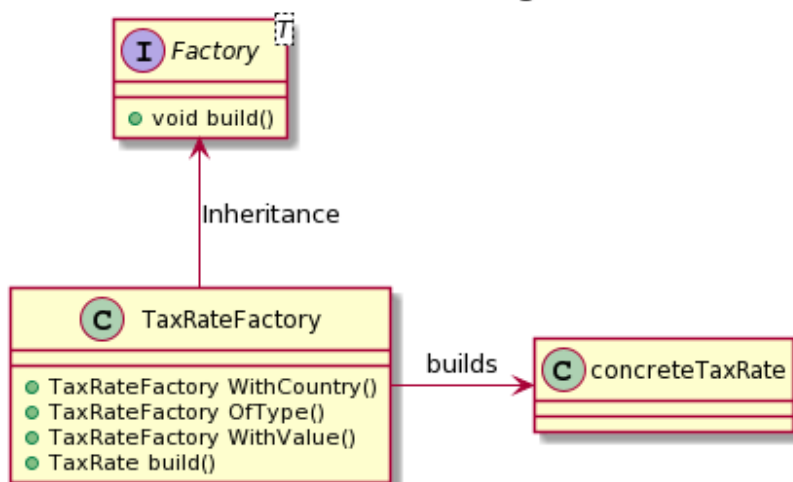 T
I Factory
void build()
Inheritance
C TaxRateFactory
TaxRateFactory WithCountry()
TaxRateFactory OfType()
TaxRateFactory WithValue()
TaxRate build()
builds
C concreteTaxRate